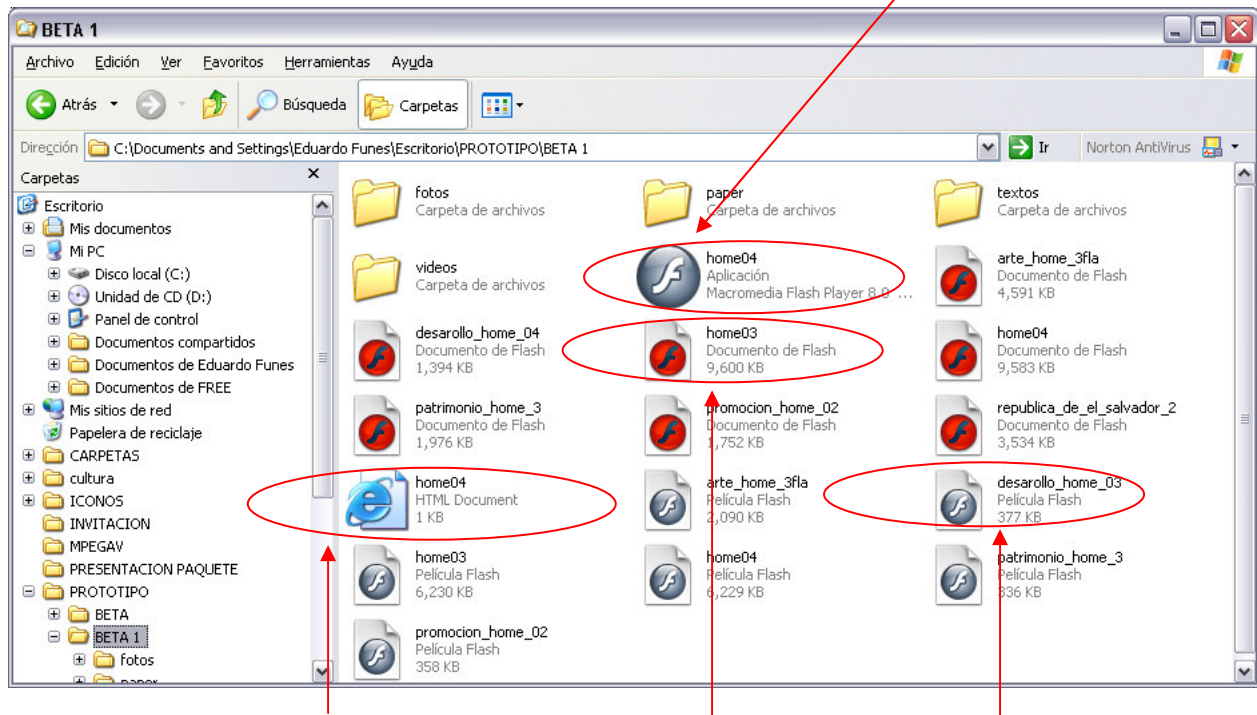 BETA 1
Archivo Edición Ver Favoritos Herramientas Ayuda
Atrás Búsqueda Carpetas
Dirección C:\Documents and Settings\Eduardo Funes\Escritorio\PROTOTIPO\BETA 1 Ir Norton AntiVirus
Carpetas x
Escritorio
Mis documentos
Mi PC
Disco local (C:)
Unidad de CD (D:)
Panel de control
Documentos compartidos
Documentos de Eduardo Funes
Documentos de FREE
Mis sitios de red
Papelera de reciclaje
CARPETAS
cultura
ICONOS
INVITACION
MPEGAV
PRESENTACION PAQUETE
PROTOTIPO
BETA
BETA 1
fotos
paper
fotos
Carpeta de archivos
paper
Carpeta de archivos
textos
Carpeta de archivos
videos
Carpeta de archivos
home04
Aplicación
Macromedia Flash Player 8.0 ...
arte_home_3fla
Documento de Flash
4,591 KB
desarollo_home_04
Documento de Flash
1,394 KB
home03
Documento de Flash
9,600 KB
home04
Documento de Flash
9,583 KB
patrimonio_home_3
Documento de Flash
1,976 KB
promocion_home_02
Documento de Flash
1,752 KB
republica_de_el_salvador_2
Documento de Flash
3,534 KB
home04
HTML Document
1 KB
arte_home_3fla
Película Flash
2,090 KB
desarollo_home_03
Película Flash
377 KB
home03
Película Flash
6,230 KB
home04
Película Flash
6,229 KB
patrimonio_home_3
Película Flash
336 KB
promocion_home_02
Película Flash
358 KB